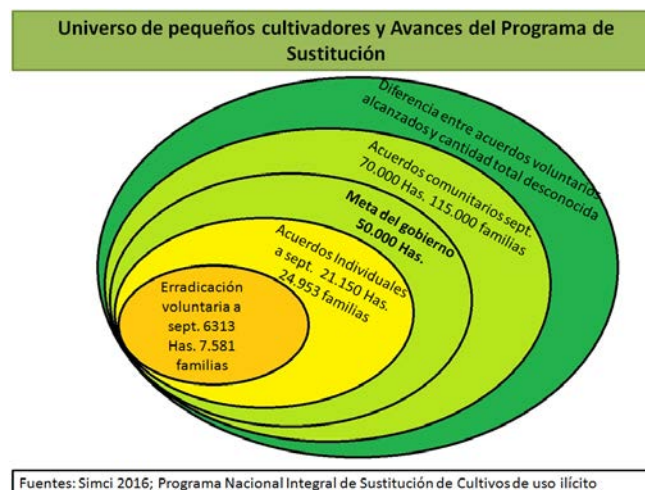 Universo de pequeños cultivadores y Avances del Programa de
Sustitución
Diferencia entre acuerdos voluntarios
alcanzados y cantidad total desconocida
Acuerdos comunitarios sept.
70.000 Has. 115.000 familias
Meta del gobierno
50.000 Has.
Acuerdos Individuales
a sept. 21.150 Has.
24.953 familias
Erradicación
voluntaria a
sept. 6313
Has. 7.581
familias
Fuentes: Simci 2016; Programa Nacional Integral de Sustitución de Cultivos de uso ilícito